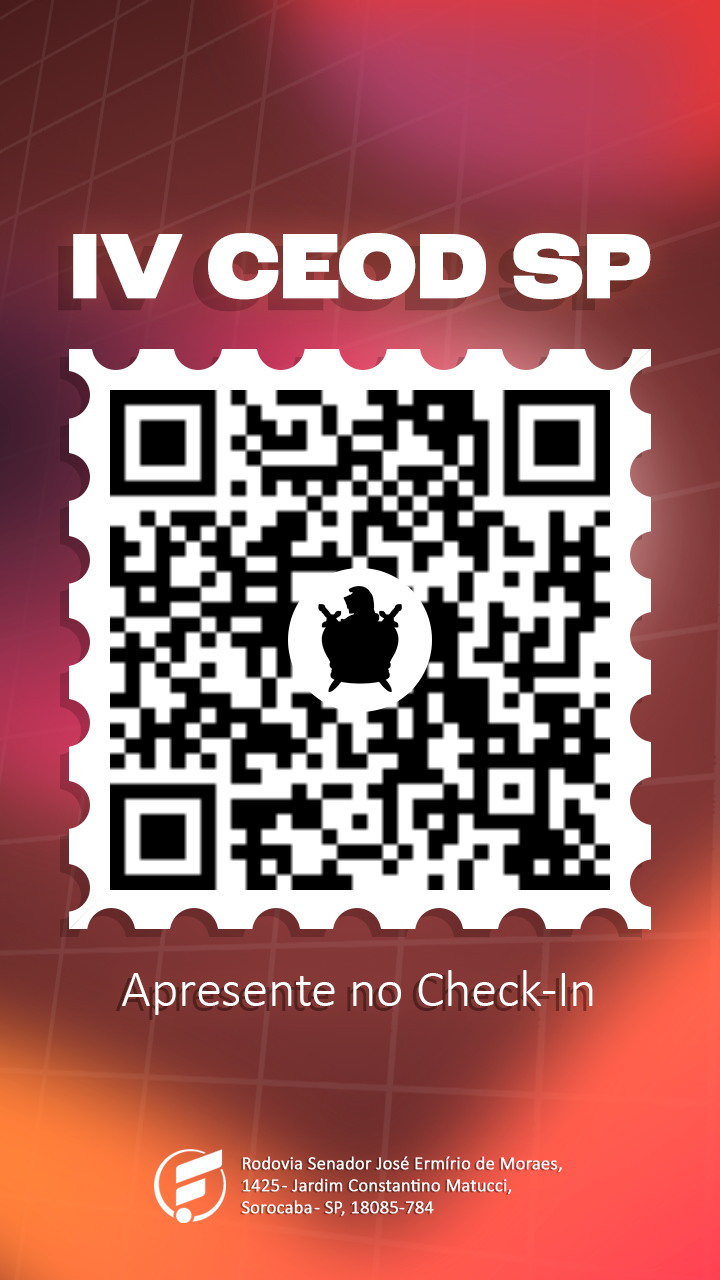 IV CEOD SP
Apresente no Check-In
Rodovia Senador José Ermírio de Moraes,
1425- Jardim Constantino Matucci,
Sorocaba- SP, 18085-784